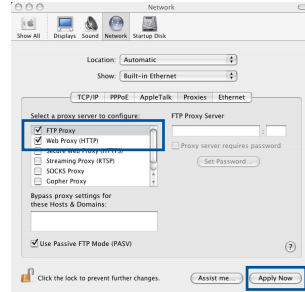 Network
Show All Displays Sound Network Startup Disk
Location: Automatic
Show: Built-in Ethernet
TCP/IP PPPoE AppleTalk Proxies Ethernet
Select a proxy server to configure: FTP Proxy Server
FTP Proxy :
Web Proxy (HTTP) Proxy server requires password
Secure Web Proxy (HTTPS)
Streaming Proxy (RTSP) Set Password...
SOCKS Proxy
Gopher Proxy
Bypass proxy settings for
these Hosts & Domains:
Use Passive FTP Mode (PASV) ?
Click the lock to prevent further changes. Assist me... Apply Now